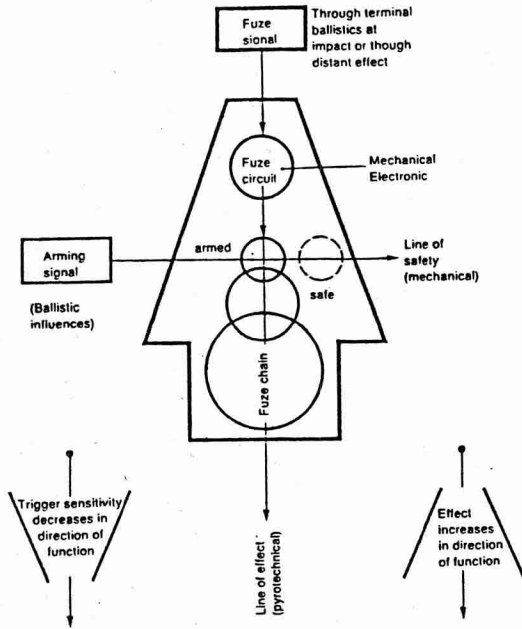 Fuze
sional
Through terminal
ballistics at
impact or though
distant effect
Fuze
circuit
Mechanical
Electronic
Arming
signal
armed
Line of
safety
(mechanical)
(Ballistic
influences)
safe
Fuze chain
Trigger sensitivity
decreases in
direction of
function
Line of effect
(pyrotechnical)
Effect
increases
in direction
of function